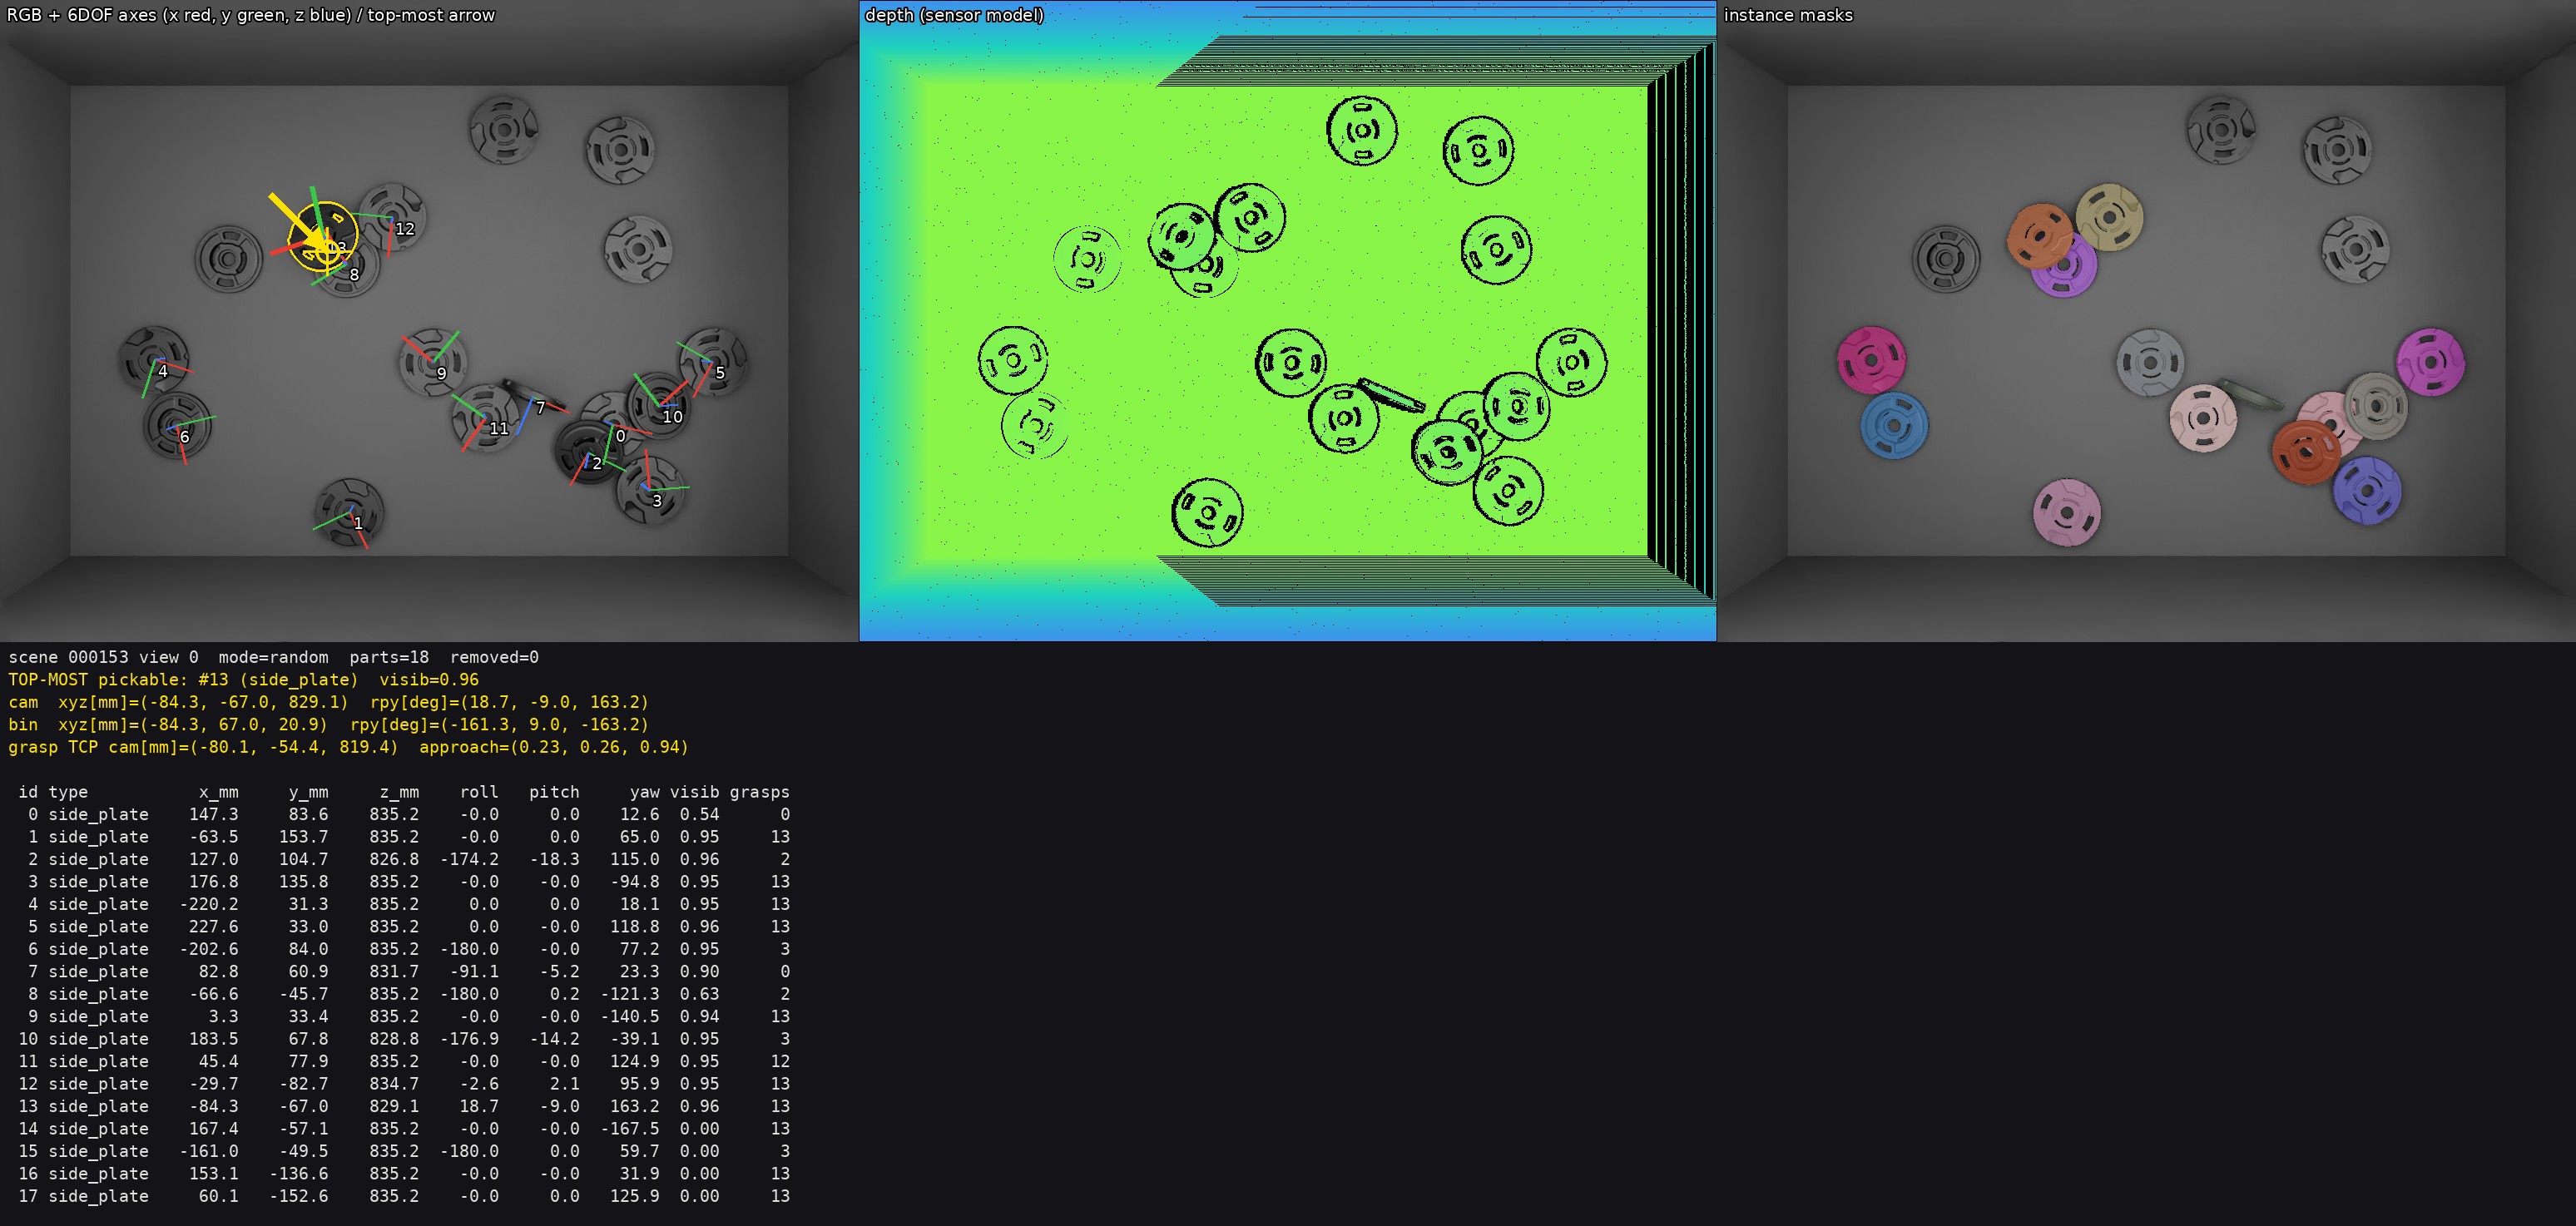 RGB + 6DOF axes (x red, y green, z blue) / top-most arrow
depth (sensor model)
instance masks
12
13
8
4
9
5
7
10
6
11
0
2
3
1
scene 000153 view 0  mode=random  parts=18  removed=0
TOP-MOST pickable: #13 (side_plate)  visib=0.96
cam  xyz[mm]=(-84.3, -67.0, 829.1)  rpy[deg]=(18.7, -9.0, 163.2)
bin  xyz[mm]=(-84.3, 67.0, 20.9)  rpy[deg]=(-161.3, 9.0, -163.2)
grasp TCP cam[mm]=(-80.1, -54.4, 819.4)  approach=(0.23, 0.26, 0.94)
id type x_mm y_mm z_mm roll pitch yaw visib grasps
0 side_plate 147.3 83.6 835.2 -0.0 0.0 12.6 0.54 0
1 side_plate -63.5 153.7 835.2 -0.0 0.0 65.0 0.95 13
2 side_plate 127.0 104.7 826.8 -174.2 -18.3 115.0 0.96 2
3 side_plate 176.8 135.8 835.2 -0.0 -0.0 -94.8 0.95 13
4 side_plate -220.2 31.3 835.2 0.0 0.0 18.1 0.95 13
5 side_plate 227.6 33.0 835.2 0.0 -0.0 118.8 0.96 13
6 side_plate -202.6 84.0 835.2 -180.0 -0.0 77.2 0.95 3
7 side_plate 82.8 60.9 831.7 -91.1 -5.2 23.3 0.90 0
8 side_plate -66.6 -45.7 835.2 -180.0 0.2 -121.3 0.63 2
9 side_plate 3.3 33.4 835.2 -0.0 -0.0 -140.5 0.94 13
10 side_plate 183.5 67.8 828.8 -176.9 -14.2 -39.1 0.95 3
11 side_plate 45.4 77.9 835.2 -0.0 -0.0 124.9 0.95 12
12 side_plate -29.7 -82.7 834.7 -2.6 2.1 95.9 0.95 13
13 side_plate -84.3 -67.0 829.1 18.7 -9.0 163.2 0.96 13
14 side_plate 167.4 -57.1 835.2 -0.0 -0.0 -167.5 0.00 13
15 side_plate -161.0 -49.5 835.2 -180.0 0.0 59.7 0.00 3
16 side_plate 153.1 -136.6 835.2 -0.0 -0.0 31.9 0.00 13
17 side_plate 60.1 -152.6 835.2 -0.0 0.0 125.9 0.00 13